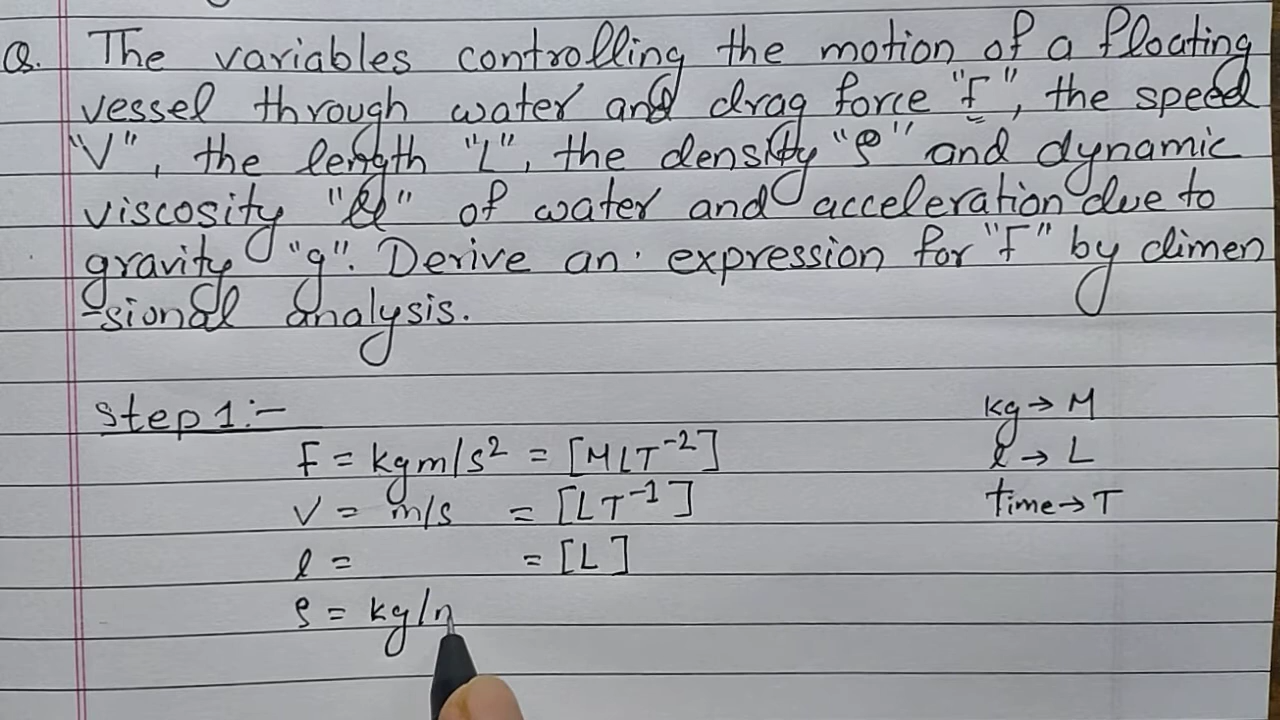 Q. The variables controlling the motion of a floating
vessel through water and drag force "F", the speed
"V", the length "L", the density "ρ" and dynamic
viscosity "μ" of water and acceleration due to
gravity "g". Derive an expression for "F" by dimen
-sional analysis.
Step 1:-
kg → M
F = kgm/s² = [MLT⁻²]
l → L
V = m/s = [LT⁻¹]
time → T
l = = [L]
ρ = kg/m